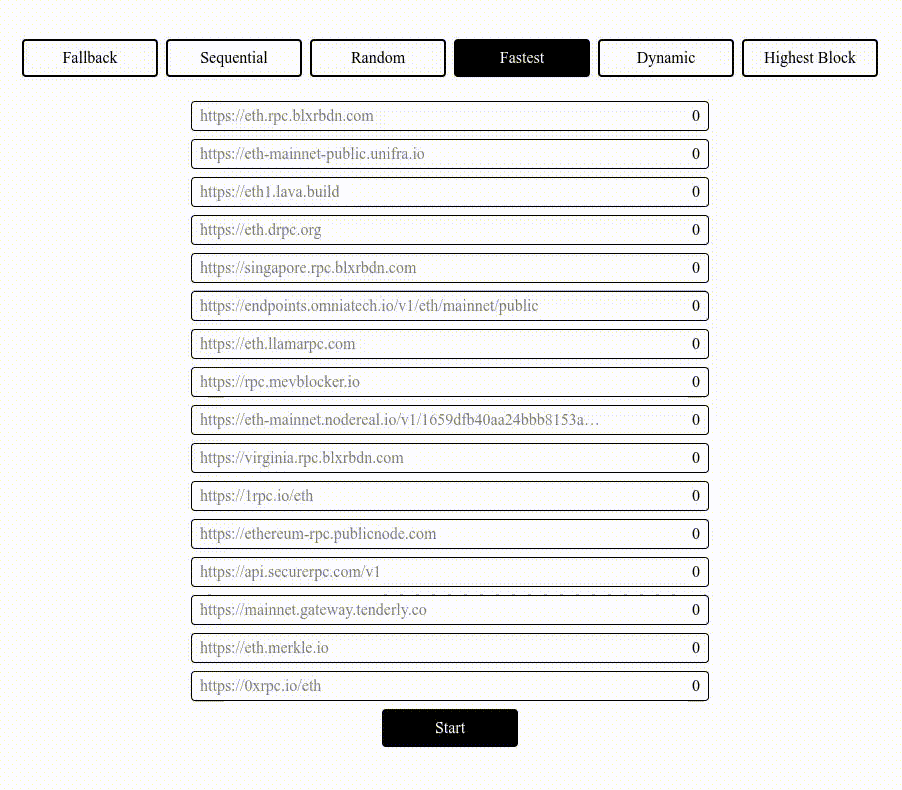 Fallback Sequential Random Fastest Dynamic Highest Block
https://eth.rpc.blxrbdn.com 0
https://eth-mainnet-public.unifra.io 0
https://eth1.lava.build 0
https://eth.drpc.org 0
https://singapore.rpc.blxrbdn.com 0
https://endpoints.omniatech.io/v1/eth/mainnet/public 0
https://eth.llamarpc.com 0
https://rpc.mevblocker.io 0
https://eth-mainnet.nodereal.io/v1/1659dfb40aa24bbb8153a… 0
https://virginia.rpc.blxrbdn.com 0
https://1rpc.io/eth 0
https://ethereum-rpc.publicnode.com 0
https://api.securerpc.com/v1 0
https://mainnet.gateway.tenderly.co 0
https://eth.merkle.io 0
https://0xrpc.io/eth 0
Start